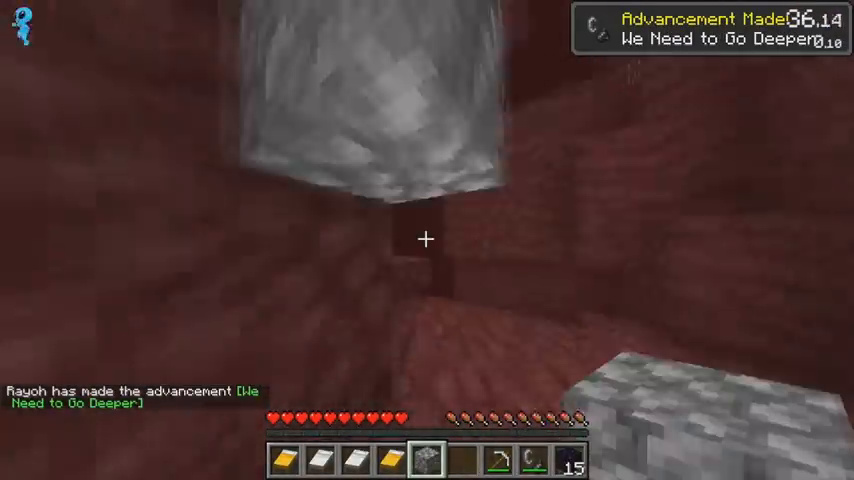 Advancement Made
36.14
We Need to Go Deeper
0.10
Rayoh has made the advancement [We
Need to Go Deeper]
15